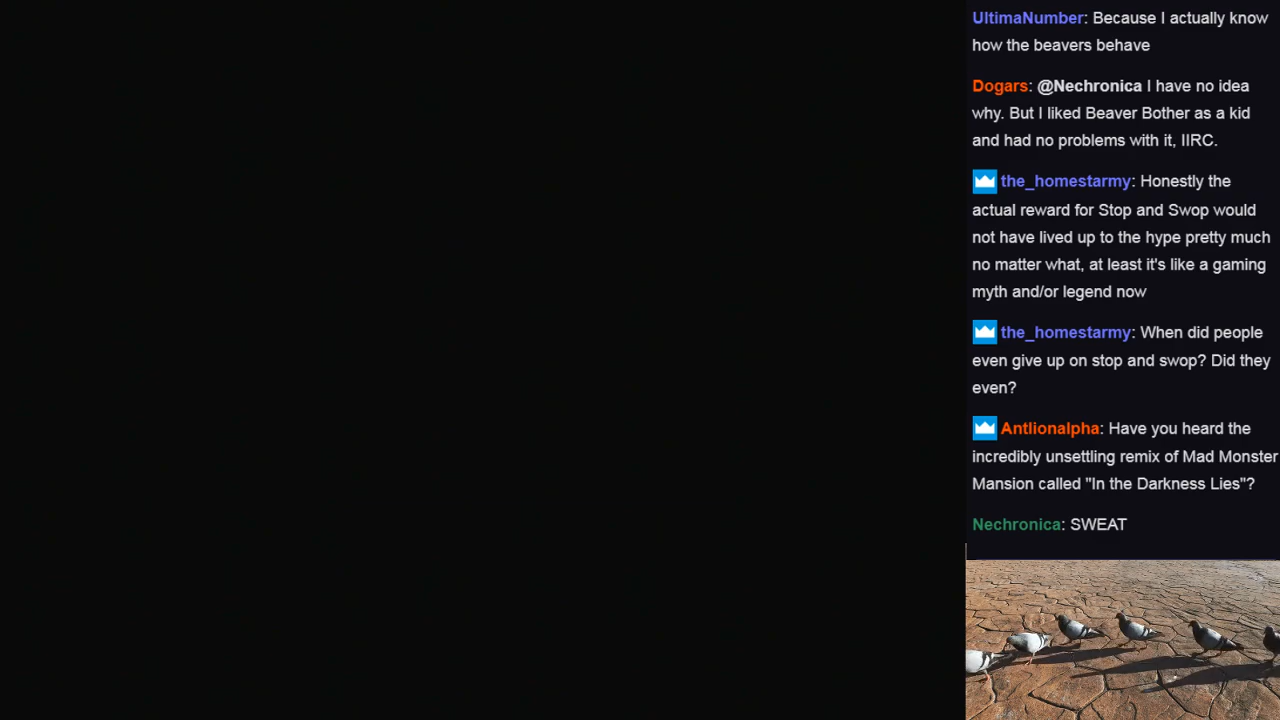 UltimaNumber: Because I actually know
how the beavers behave
Dogars: @Nechronica I have no idea
why. But I liked Beaver Bother as a kid
and had no problems with it, IIRC.
the_homestarmy: Honestly the
actual reward for Stop and Swop would
not have lived up to the hype pretty much
no matter what, at least it's like a gaming
myth and/or legend now
the_homestarmy: When did people
even give up on stop and swop? Did they
even?
Antlionalpha: Have you heard the
incredibly unsettling remix of Mad Monster
Mansion called "In the Darkness Lies"?
Nechronica: SWEAT